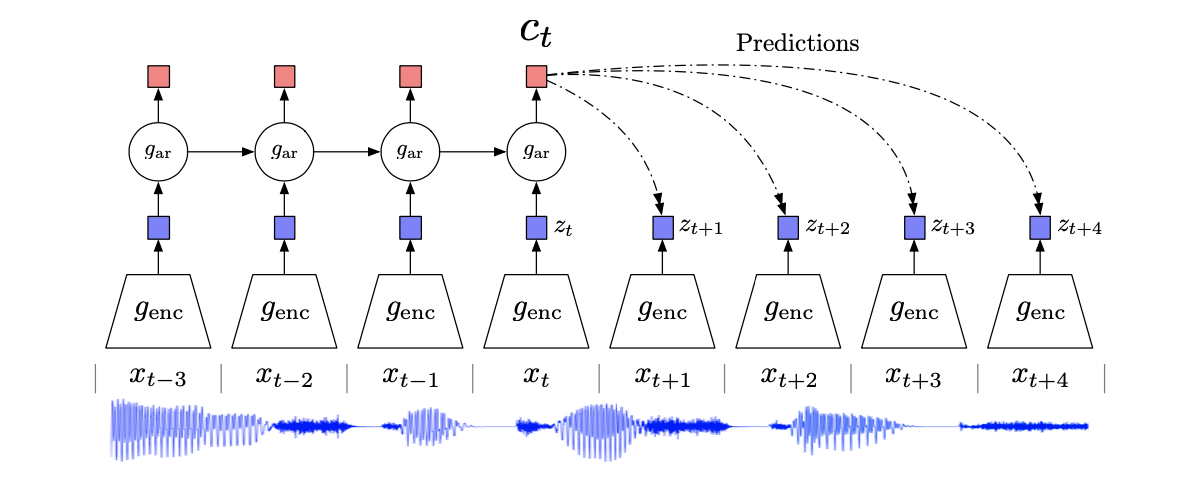 c_t
Predictions
g_ar g_ar g_ar g_ar
z_t z_{t+1} z_{t+2} z_{t+3} z_{t+4}
g_enc g_enc g_enc g_enc g_enc g_enc g_enc g_enc
x_{t-3} x_{t-2} x_{t-1} x_t x_{t+1} x_{t+2} x_{t+3} x_{t+4}